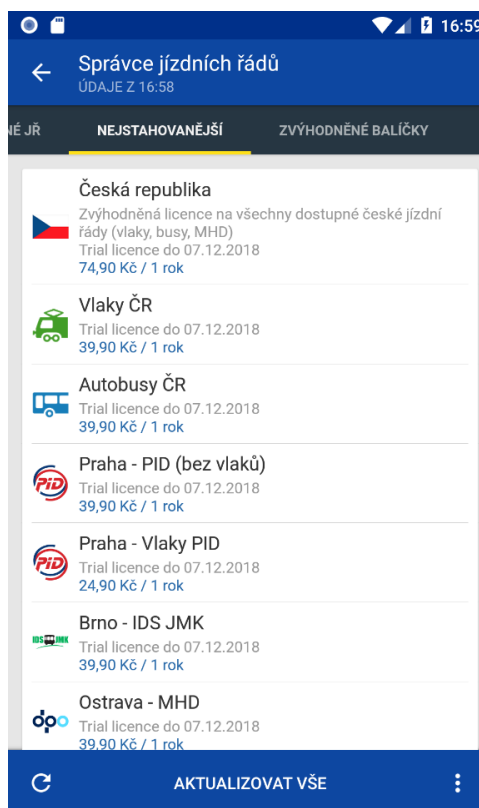 16:59
Správce jízdních řádů
ÚDAJE Z 16:58
NÉ JŘ NEJSTAHOVANĚJŠÍ ZVÝHODNĚNÉ BALÍČKY
Česká republika
Zvýhodněná licence na všechny dostupné české jízdní
řády (vlaky, busy, MHD)
Trial licence do 07.12.2018
74,90 Kč / 1 rok
Vlaky ČR
Trial licence do 07.12.2018
39,90 Kč / 1 rok
Autobusy ČR
Trial licence do 07.12.2018
39,90 Kč / 1 rok
PiD
Praha - PID (bez vlaků)
Trial licence do 07.12.2018
39,90 Kč / 1 rok
PiD
Praha - Vlaky PID
Trial licence do 07.12.2018
24,90 Kč / 1 rok
IDS JMK
Brno - IDS JMK
Trial licence do 07.12.2018
39,90 Kč / 1 rok
dpo
Ostrava - MHD
Trial licence do 07.12.2018
39,90 Kč / 1 rok
AKTUALIZOVAT VŠE